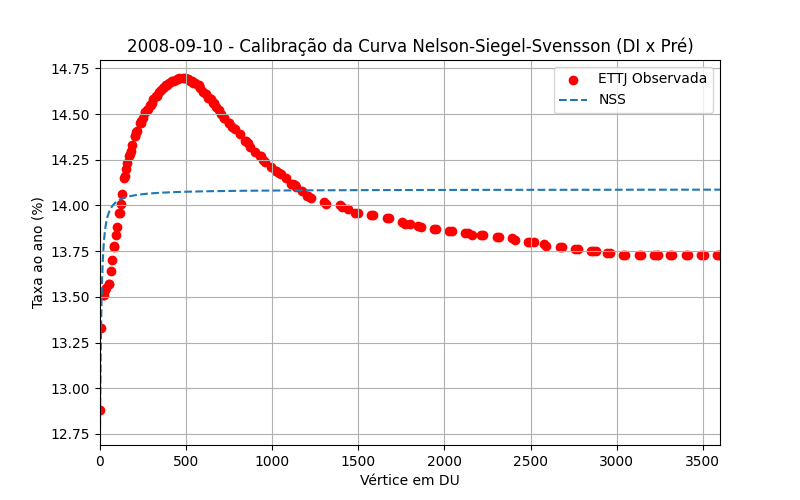 2008-09-10 - Calibração da Curva Nelson-Siegel-Svensson (DI x Pré)
ETTJ Observada
NSS
Taxa ao ano (%)
14.75
14.50
14.25
14.00
13.75
13.50
13.25
13.00
12.75
0 500 1000 1500 2000 2500 3000 3500
Vértice em DU